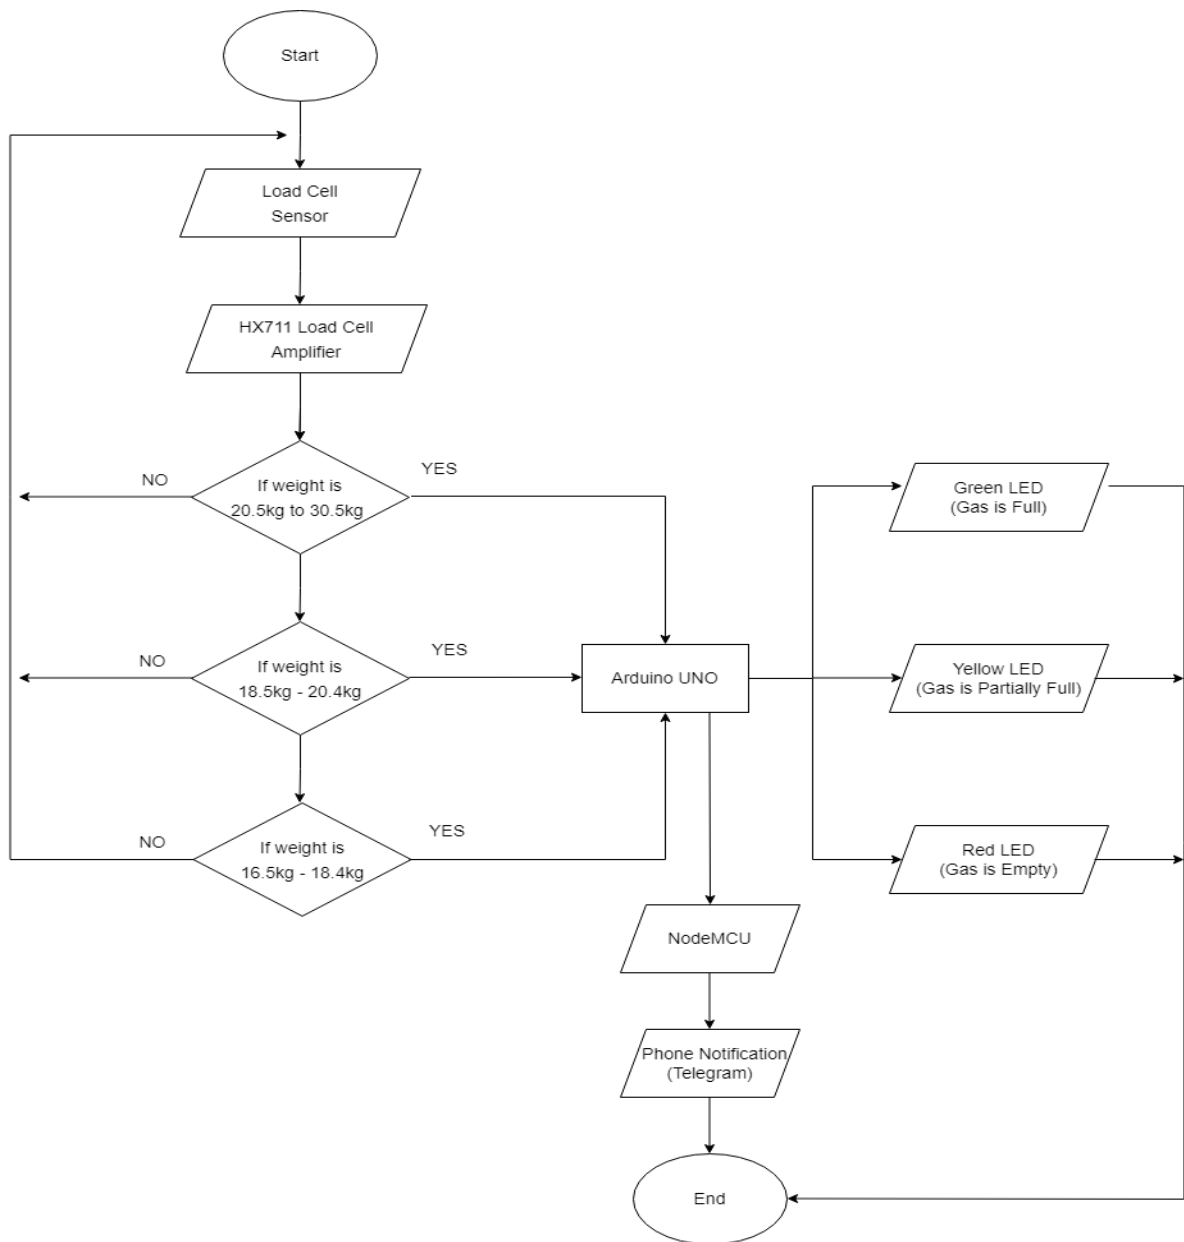 Start
Load Cell
Sensor
HX711 Load Cell
Amplifier
NO
If weight is
20.5kg to 30.5kg
YES
NO
If weight is
18.5kg - 20.4kg
YES
NO
If weight is
16.5kg - 18.4kg
YES
Arduino UNO
Green LED
(Gas is Full)
Yellow LED
(Gas is Partially Full)
Red LED
(Gas is Empty)
NodeMCU
Phone Notification
(Telegram)
End